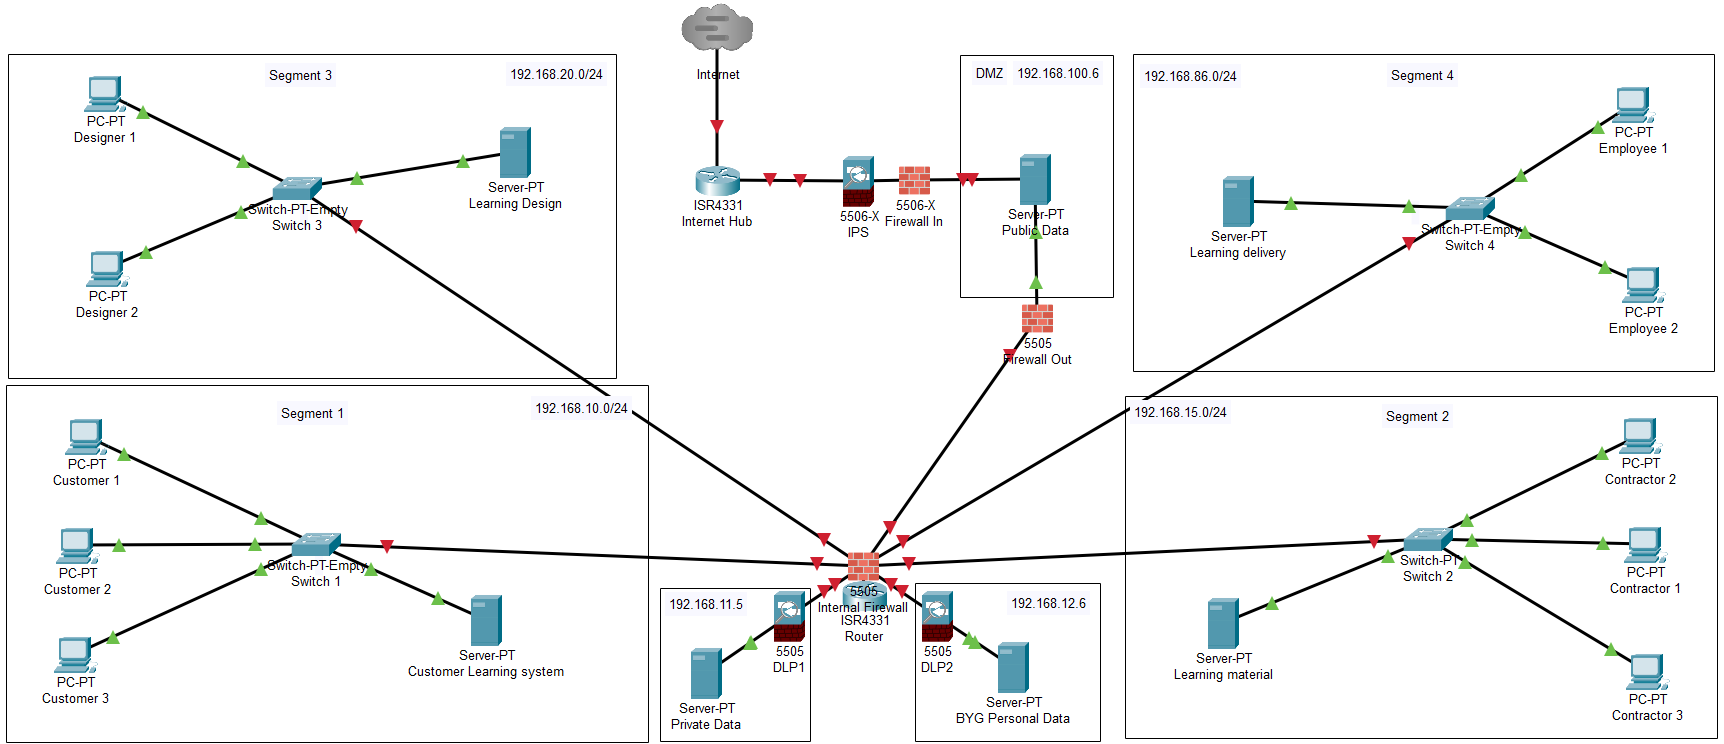 Internet
Segment 3
192.168.20.0/24
PC-PT
Designer 1
Server-PT
Learning Design
Switch-PT-Empty
Switch 3
PC-PT
Designer 2
ISR4331
Internet Hub
5506-X
IPS
5506-X
Firewall In
DMZ
192.168.100.6
Server-PT
Public Data
5505
Firewall Out
192.168.86.0/24
Segment 4
PC-PT
Employee 1
Server-PT
Learning delivery
Switch-PT-Empty
Switch 4
PC-PT
Employee 2
Segment 1
192.168.10.0/24
PC-PT
Customer 1
PC-PT
Customer 2
Switch-PT-Empty
Switch 1
PC-PT
Customer 3
Server-PT
Customer Learning system
5505
Internal Firewall
ISR4331
Router
192.168.11.5
5505
DLP1
Server-PT
Private Data
192.168.12.6
5505
DLP2
Server-PT
BYG Personal Data
192.168.15.0/24
Segment 2
PC-PT
Contractor 2
Switch-PT
Switch 2
PC-PT
Contractor 1
Server-PT
Learning material
PC-PT
Contractor 3